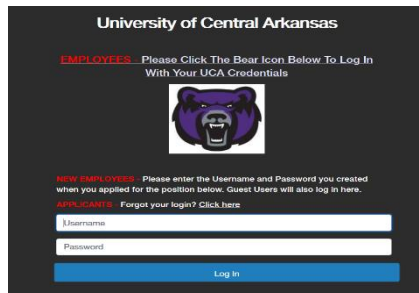 University of Central Arkansas
EMPLOYEES - Please Click The Bear Icon Below To Log In
With Your UCA Credentials
NEW EMPLOYEES - Please enter the Username and Password you created
when you applied for the position below. Guest Users will also log in here.
APPLICANTS - Forgot your login? Click here
Username
Password
Log In